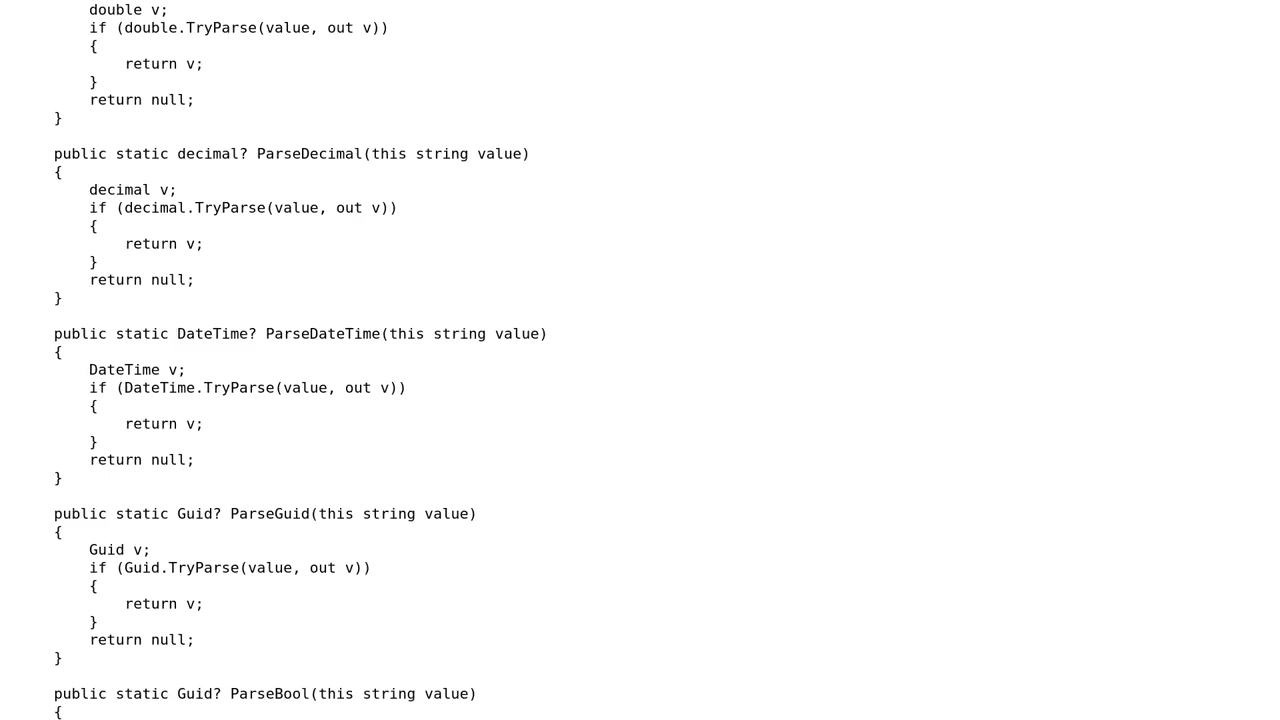 double v;
        if (double.TryParse(value, out v))
        {
            return v;
        }
        return null;
    }

    public static decimal? ParseDecimal(this string value)
    {
        decimal v;
        if (decimal.TryParse(value, out v))
        {
            return v;
        }
        return null;
    }

    public static DateTime? ParseDateTime(this string value)
    {
        DateTime v;
        if (DateTime.TryParse(value, out v))
        {
            return v;
        }
        return null;
    }

    public static Guid? ParseGuid(this string value)
    {
        Guid v;
        if (Guid.TryParse(value, out v))
        {
            return v;
        }
        return null;
    }

    public static Guid? ParseBool(this string value)
    {